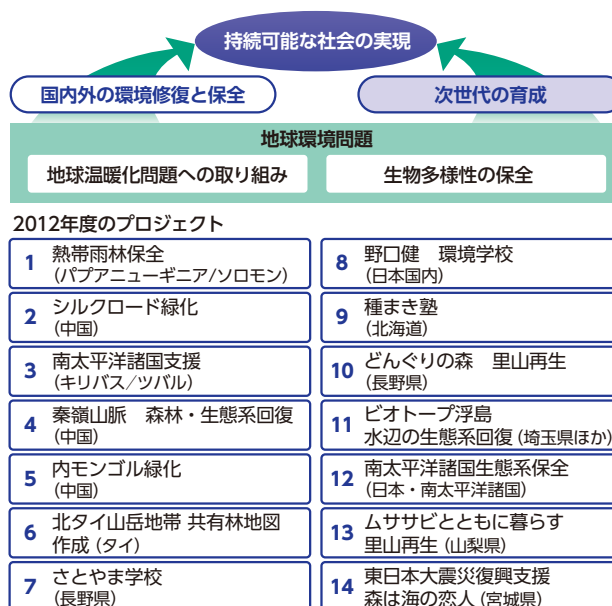 持続可能な社会の実現
国内外の環境修復と保全
次世代の育成
地球環境問題
地球温暖化問題への取り組み
生物多様性の保全
2012年度のプロジェクト
1 熱帯雨林保全
(パプアニューギニア/ソロモン)
2 シルクロード緑化
(中国)
3 南太平洋諸国支援
(キリバス/ツバル)
4 秦嶺山脈 森林・生態系回復
(中国)
5 内モンゴル緑化
(中国)
6 北タイ山岳地帯 共有林地図
作成 (タイ)
7 さとやま学校
(長野県)
8 野口健 環境学校
(日本国内)
9 種まき塾
(北海道)
10 どんぐりの森 里山再生
(長野県)
11 ビオトープ浮島
水辺の生態系回復 (埼玉県ほか)
12 南太平洋諸国生態系保全
(日本・南太平洋諸国)
13 ムササビとともに暮らす
里山再生 (山梨県)
14 東日本大震災復興支援
森は海の恋人 (宮城県)